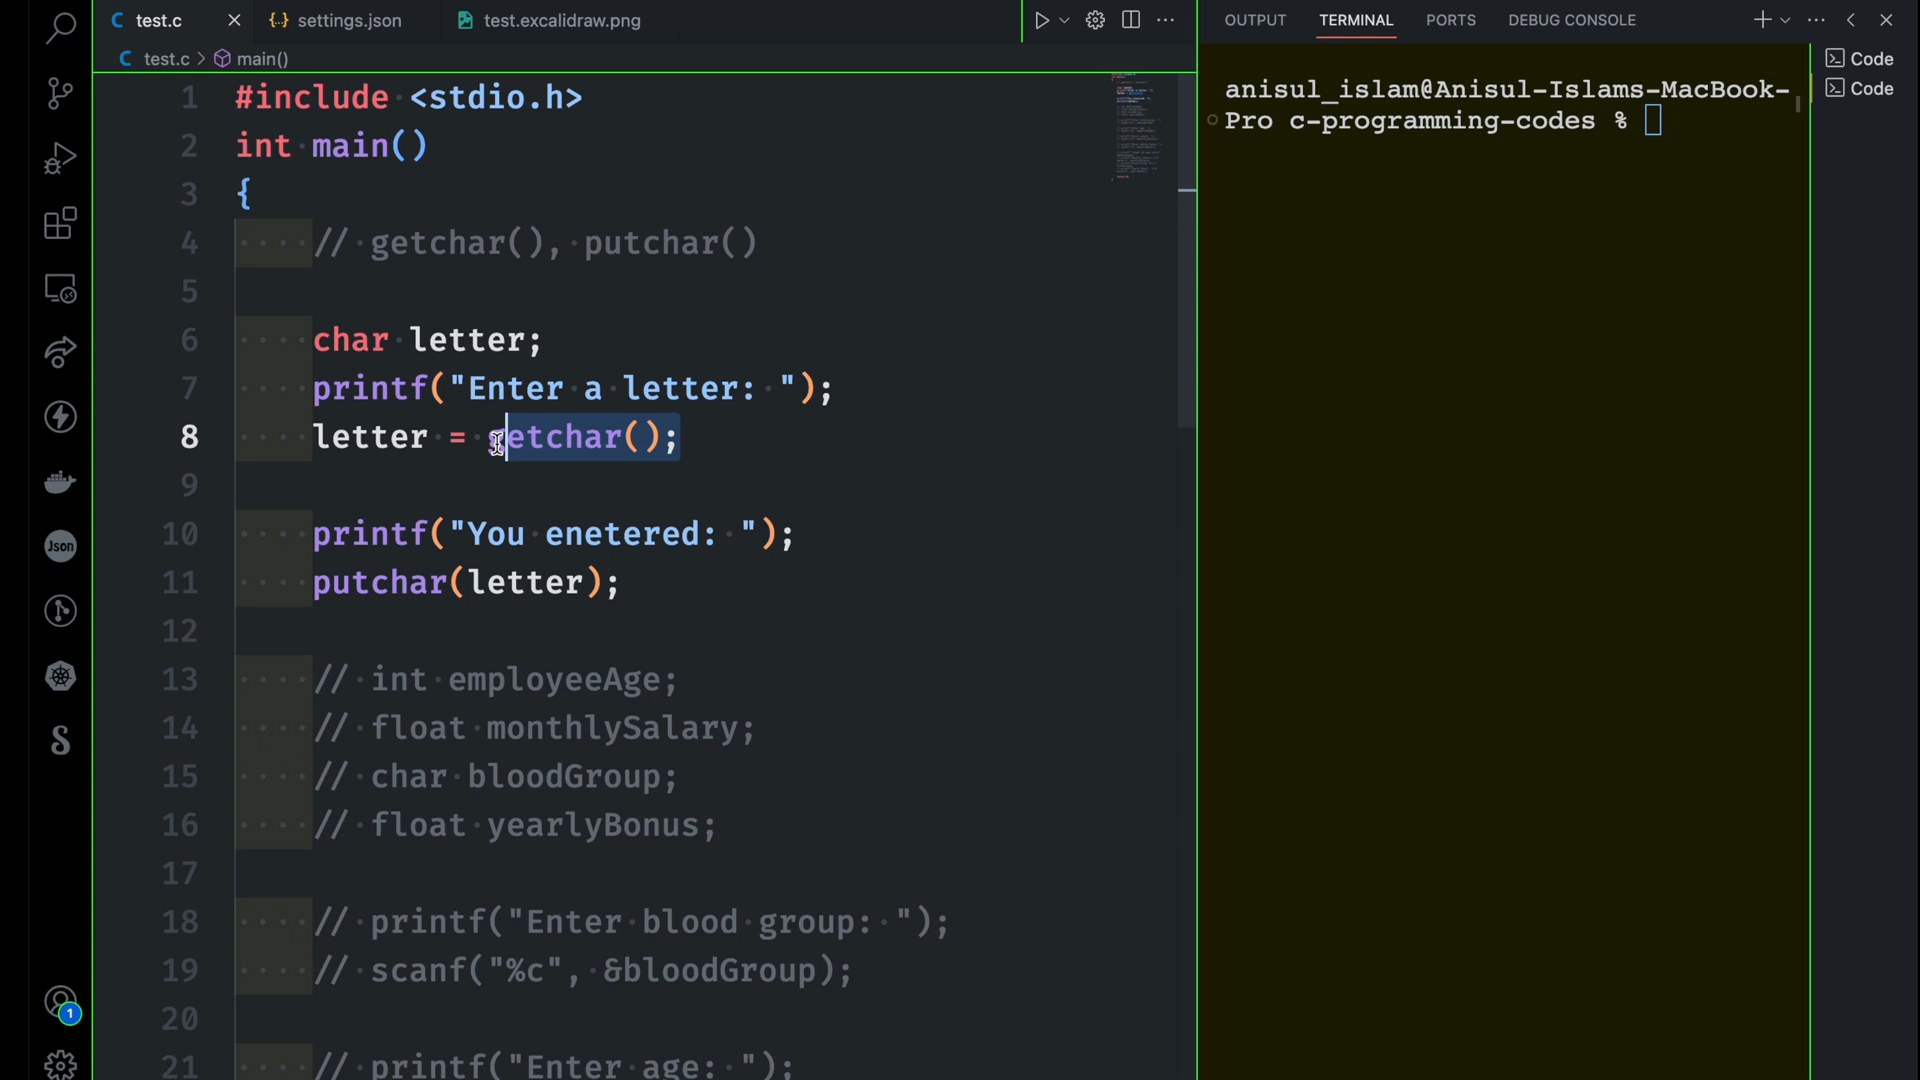 test.c
settings.json
test.excalidraw.png
test.c > main()
1 #include <stdio.h>
2 int main()
3 {
4 // getchar(), putchar()
5
6 char letter;
7 printf("Enter a letter: ");
8 letter = getchar();
9
10 printf("You enetered: ");
11 putchar(letter);
12
13 // int employeeAge;
14 // float monthlySalary;
15 // char bloodGroup;
16 // float yearlyBonus;
17
18 // printf("Enter blood group: ");
19 // scanf("%c", &bloodGroup);
20
21 // printf("Enter age: ");
Json
1
OUTPUT
TERMINAL
PORTS
DEBUG CONSOLE
anisul_islam@Anisul-Islams-MacBook-
Pro c-programming-codes %
Code
Code